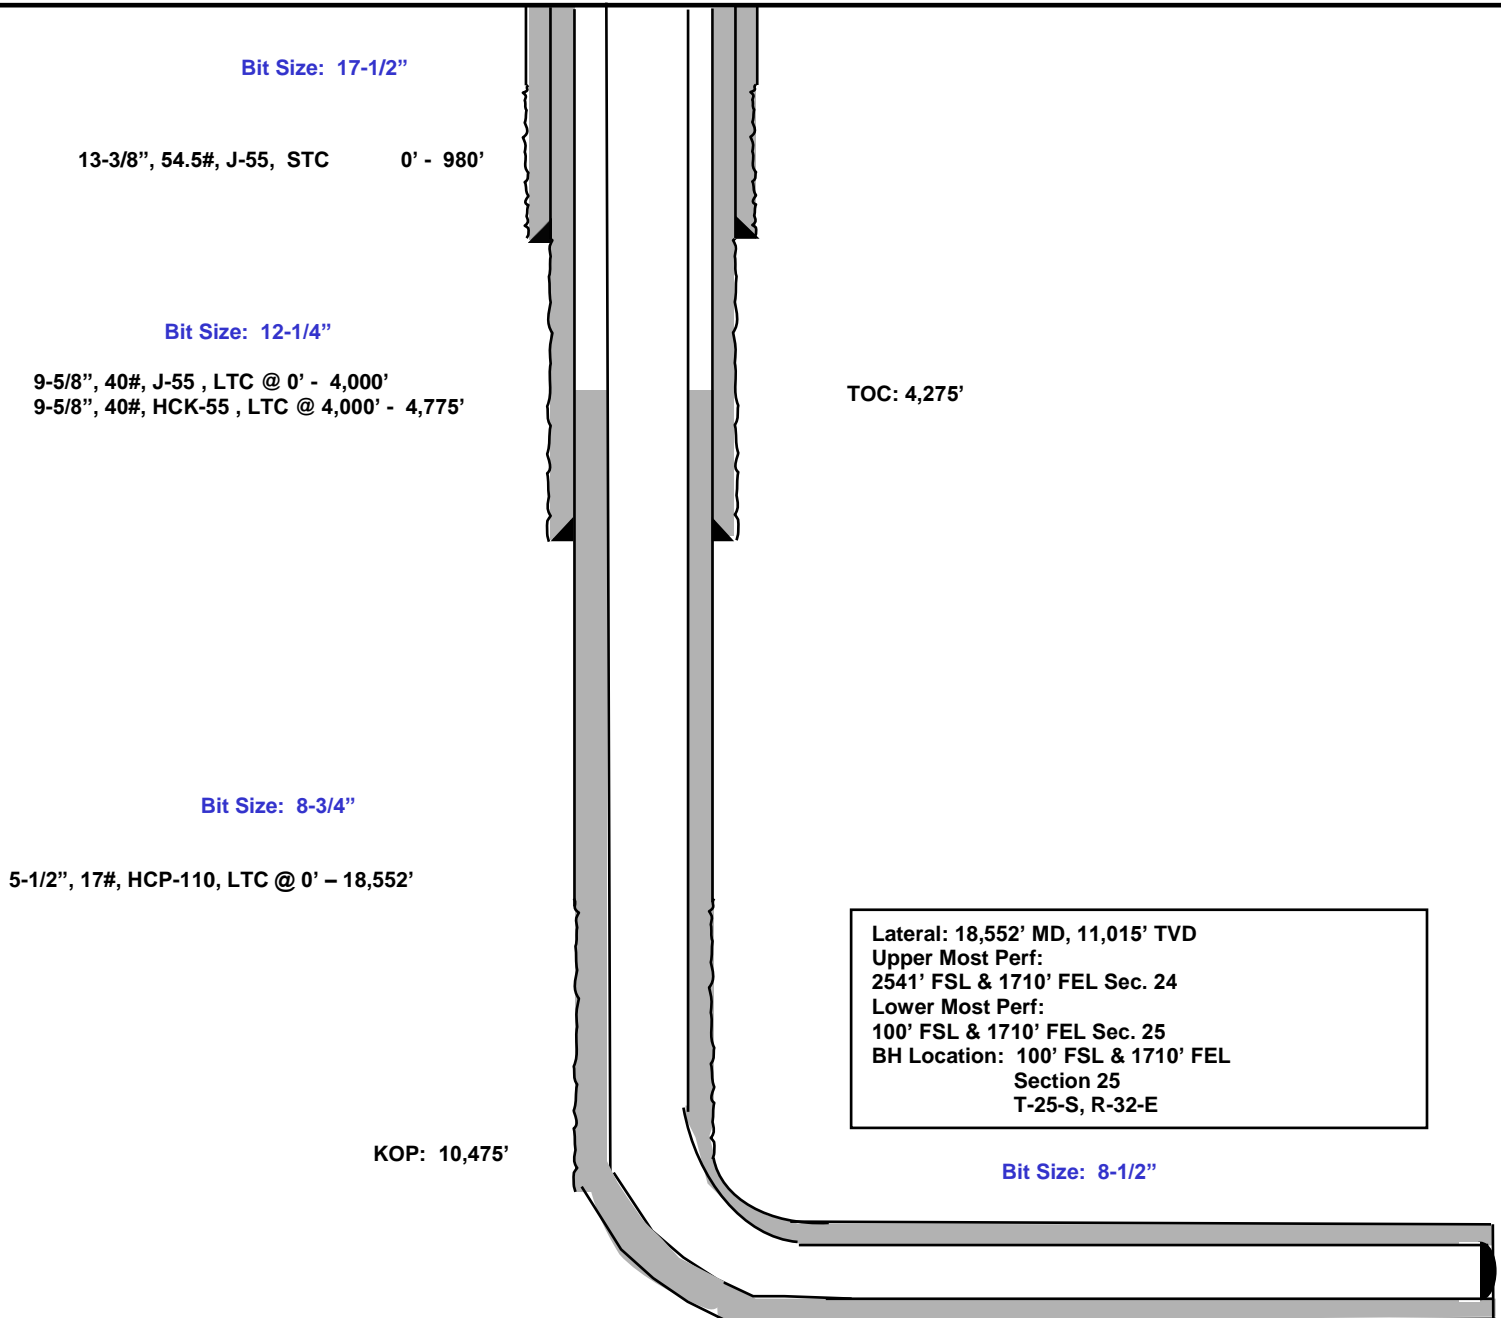 Bit Size: 17-1/2”
13-3/8”, 54.5#, J-55, STC 0’ - 980’
Bit Size: 12-1/4”
9-5/8”, 40#, J-55 , LTC @ 0’ - 4,000’
9-5/8”, 40#, HCK-55 , LTC @ 4,000’ - 4,775’
TOC: 4,275’
Bit Size: 8-3/4”
5-1/2”, 17#, HCP-110, LTC @ 0’ – 18,552’
Lateral: 18,552’ MD, 11,015’ TVD
Upper Most Perf:
2541’ FSL & 1710’ FEL Sec. 24
Lower Most Perf:
100’ FSL & 1710’ FEL Sec. 25
BH Location: 100’ FSL & 1710’ FEL
Section 25
T-25-S, R-32-E
KOP: 10,475’
Bit Size: 8-1/2”